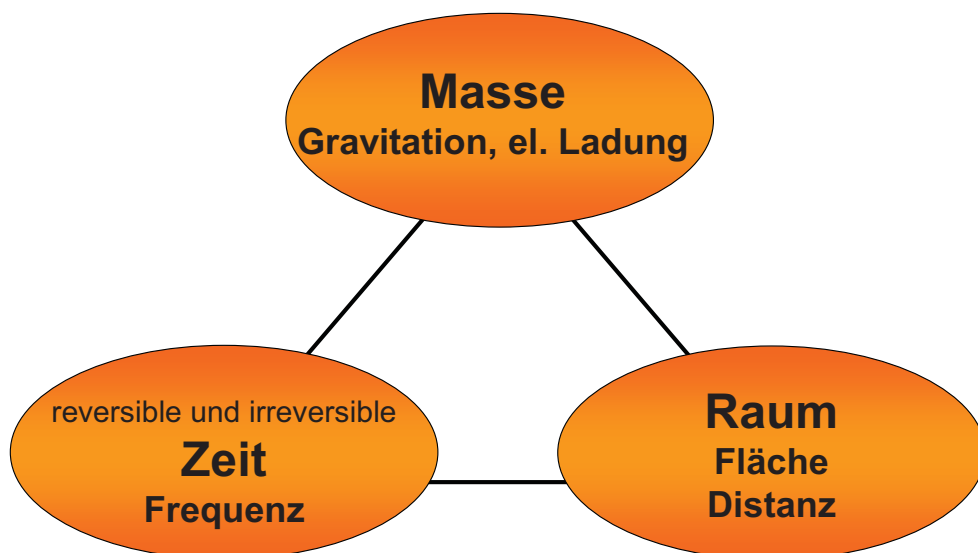 Masse
Gravitation, el. Ladung
reversible und irreversible
Zeit
Frequenz
Raum
Fläche
Distanz